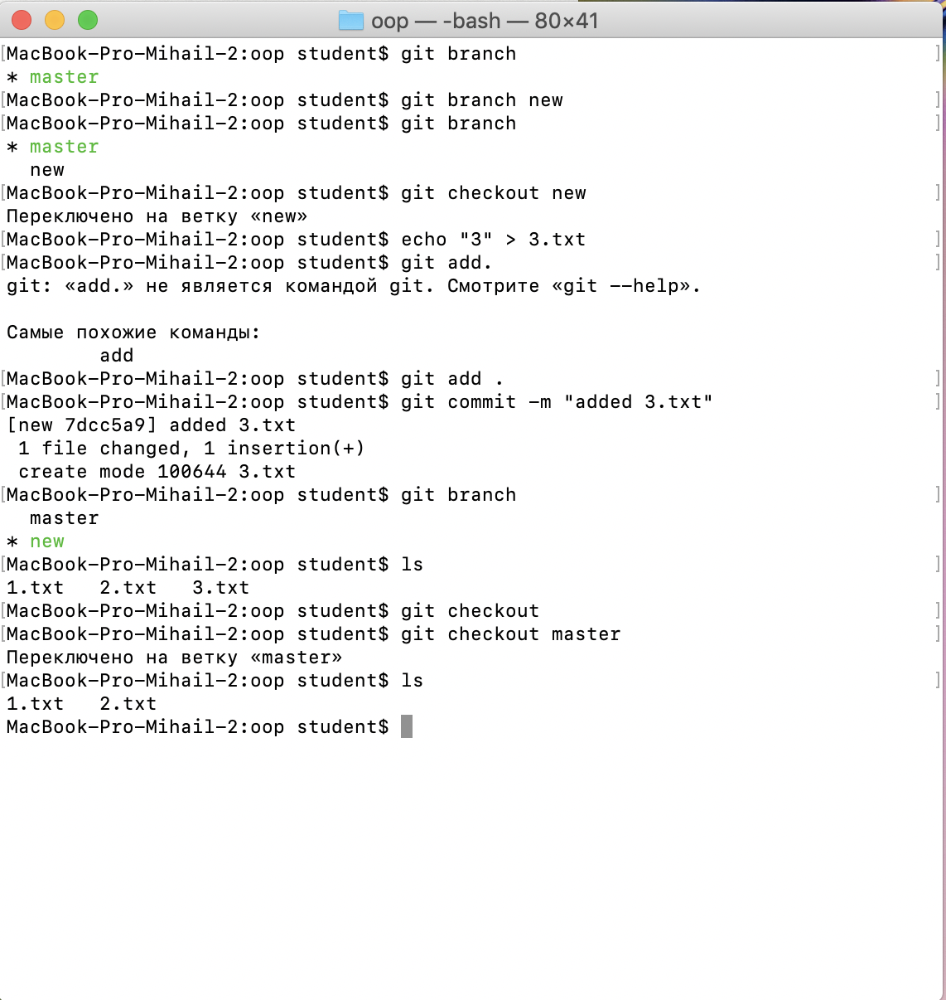 oop — -bash — 80×41
[MacBook-Pro-Mihail-2:oop student$ git branch ]
* master
[MacBook-Pro-Mihail-2:oop student$ git branch new ]
[MacBook-Pro-Mihail-2:oop student$ git branch ]
* master
  new
[MacBook-Pro-Mihail-2:oop student$ git checkout new ]
Переключено на ветку «new»
[MacBook-Pro-Mihail-2:oop student$ echo "3" > 3.txt ]
[MacBook-Pro-Mihail-2:oop student$ git add. ]
git: «add.» не является командой git. Смотрите «git --help».
Самые похожие команды:
        add
[MacBook-Pro-Mihail-2:oop student$ git add . ]
[MacBook-Pro-Mihail-2:oop student$ git commit -m "added 3.txt" ]
[new 7dcc5a9] added 3.txt
 1 file changed, 1 insertion(+)
 create mode 100644 3.txt
[MacBook-Pro-Mihail-2:oop student$ git branch ]
  master
* new
[MacBook-Pro-Mihail-2:oop student$ ls ]
1.txt   2.txt   3.txt
[MacBook-Pro-Mihail-2:oop student$ git checkout ]
[MacBook-Pro-Mihail-2:oop student$ git checkout master ]
Переключено на ветку «master»
[MacBook-Pro-Mihail-2:oop student$ ls ]
1.txt   2.txt
MacBook-Pro-Mihail-2:oop student$